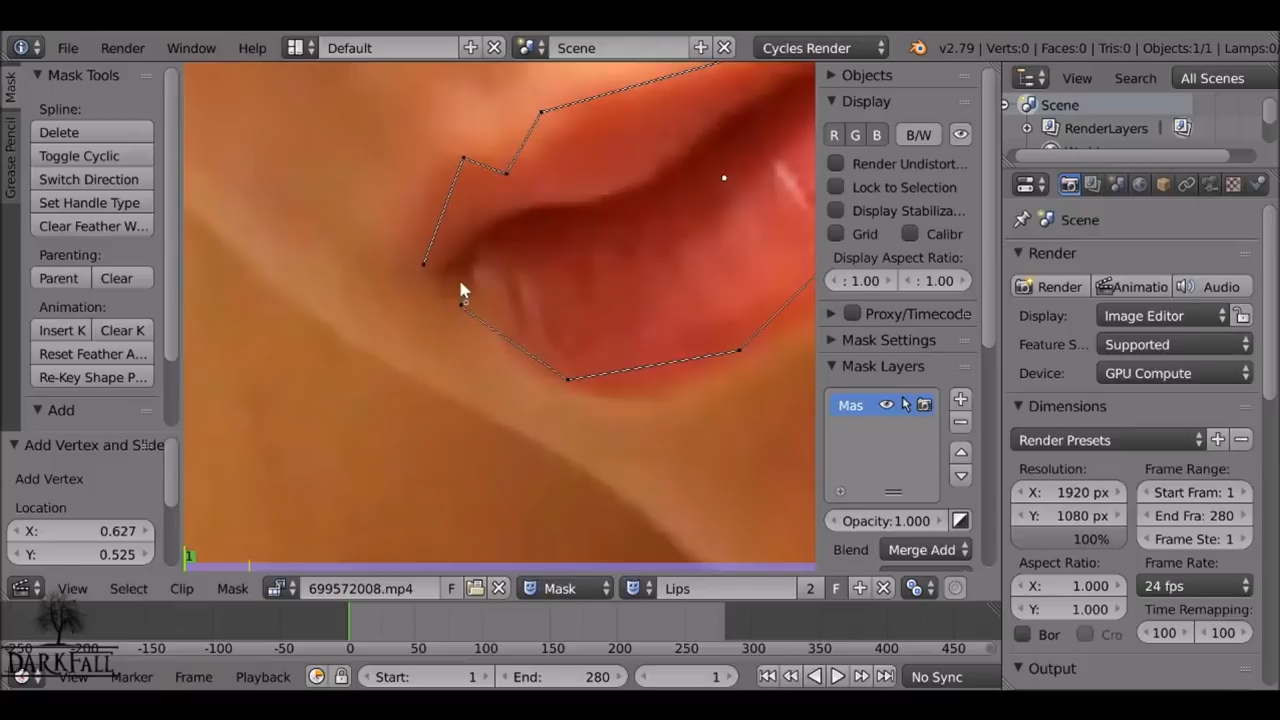 File Render Window Help Default Scene Cycles Render v2.79 | Verts:0 | Faces:0 | Tris:0 | Objects:1/1 | Lamps:0/
Mask
Grease Pencil
Mask Tools
Spline:
Delete
Toggle Cyclic
Switch Direction
Set Handle Type
Clear Feather W...
Parenting:
Parent Clear
Animation:
Insert K Clear K
Reset Feather A...
Re-Key Shape P...
Add
Add Vertex and Slide
Add Vertex
Location
X: 0.627
Y: 0.525
1
Objects
Display
R G B B/W
Render Undistort...
Lock to Selection
Display Stabiliza...
Grid Calibr
Display Aspect Ratio:
: 1.00 : 1.00
Proxy/Timecode
Mask Settings
Mask Layers
Mas
Opacity:1.000
Blend Merge Add
View Search All Scenes
Scene
RenderLayers
Scene
Render
Render Animatio Audio
Display: Image Editor
Feature S... Supported
Device: GPU Compute
Dimensions
Render Presets
Resolution: Frame Range:
X: 1920 px Start Fram: 1
Y: 1080 px End Fra: 280
100% Frame Ste: 1
Aspect Ratio: Frame Rate:
X: 1.000 24 fps
Y: 1.000 Time Remapping:
Bor Cro 100 100
Output
View Select Clip Mask 699572008.mp4 F Mask Lips 2 F
-250 -200 -150 -100 -50 0 50 100 150 200 250 300 350 400 450
DARKFALL
View Marker Frame Playback Start: 1 End: 280 1 No Sync